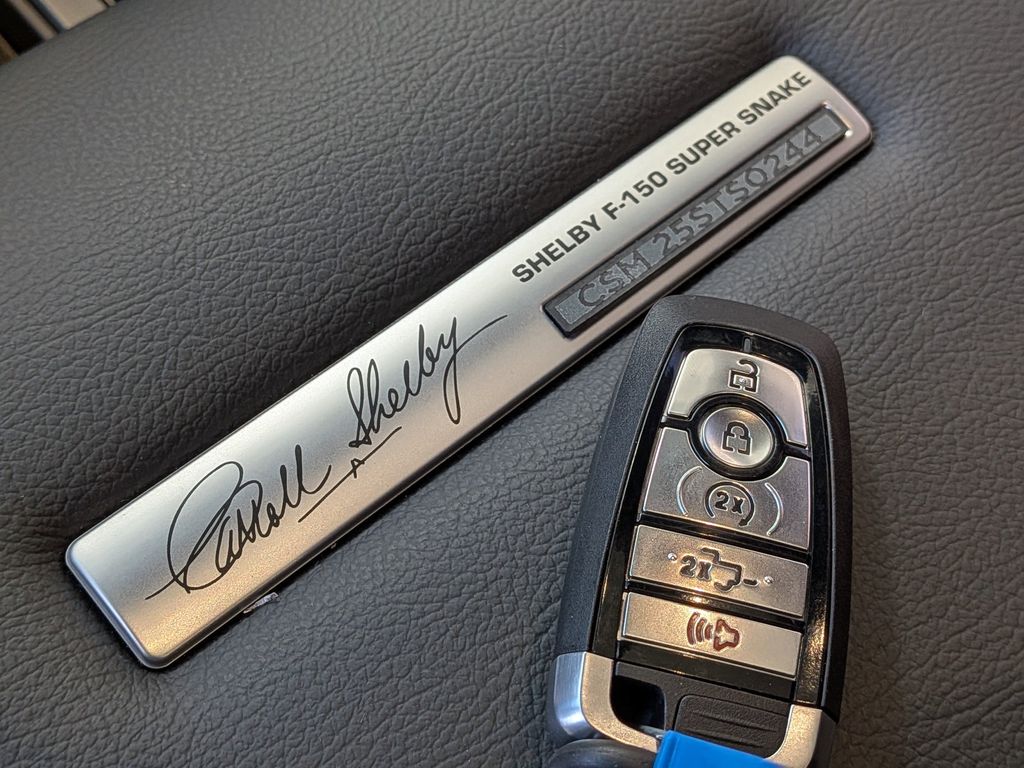 SHELBY F-150 SUPER SNAKE
CSM 25STS0244
Carroll Shelby
2x
2x